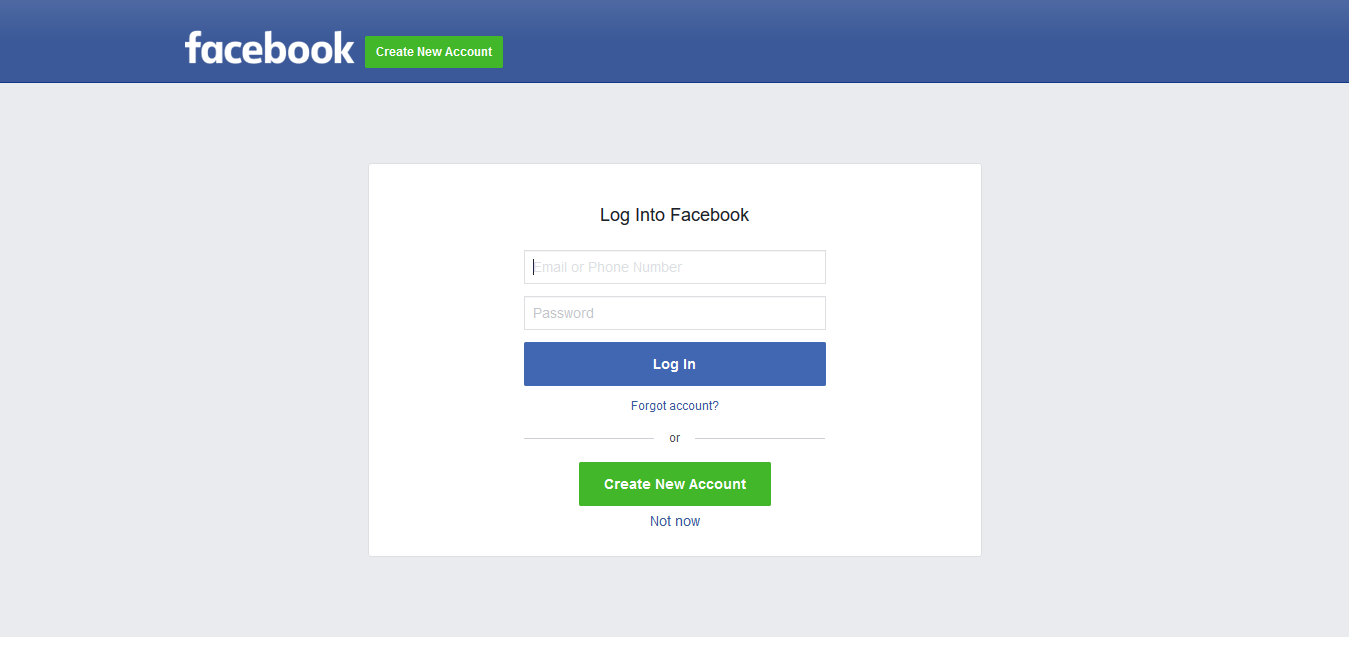 facebook
Create New Account
Log Into Facebook
Email or Phone Number
Password
Log In
Forgot account?
or
Create New Account
Not now